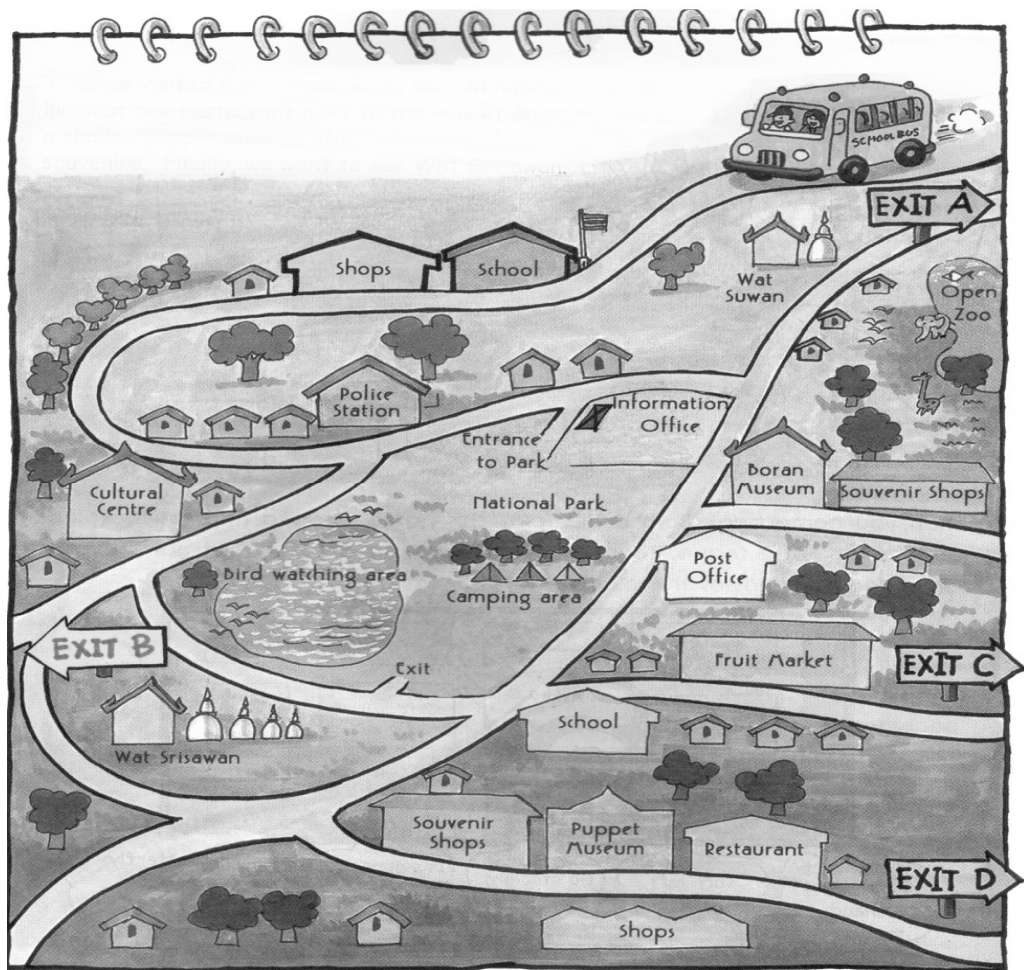 SCHOOL BUS
EXIT A
Shops
School
Wat
Suwan
Open
Zoo
Police
Station
Information
Office
Entrance
to Park
Cultural
Centre
National Park
Boran
Museum
Souvenir Shops
Bird watching area
Camping area
Post
Office
EXIT B
Exit
Fruit Market
EXIT C
School
Wat Srisawan
Souvenir
Shops
Puppet
Museum
Restaurant
EXIT D
Shops